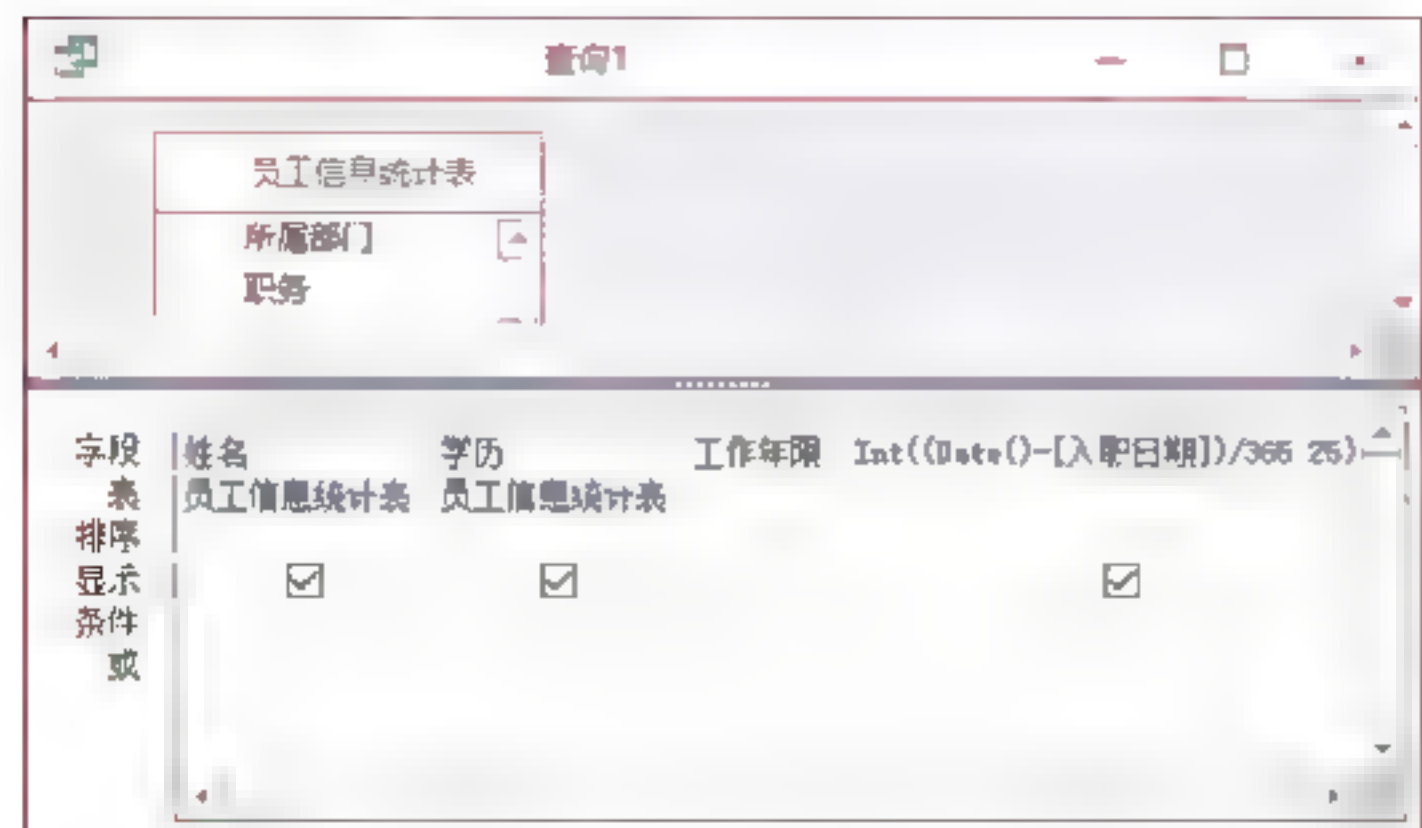 查询1
员工信息统计表
所属部门
职务
字段 姓名 学历 工作年限 Int((Date()-[入职日期])/365 25)
表 员工信息统计表 员工信息统计表
排序
显示
条件
或